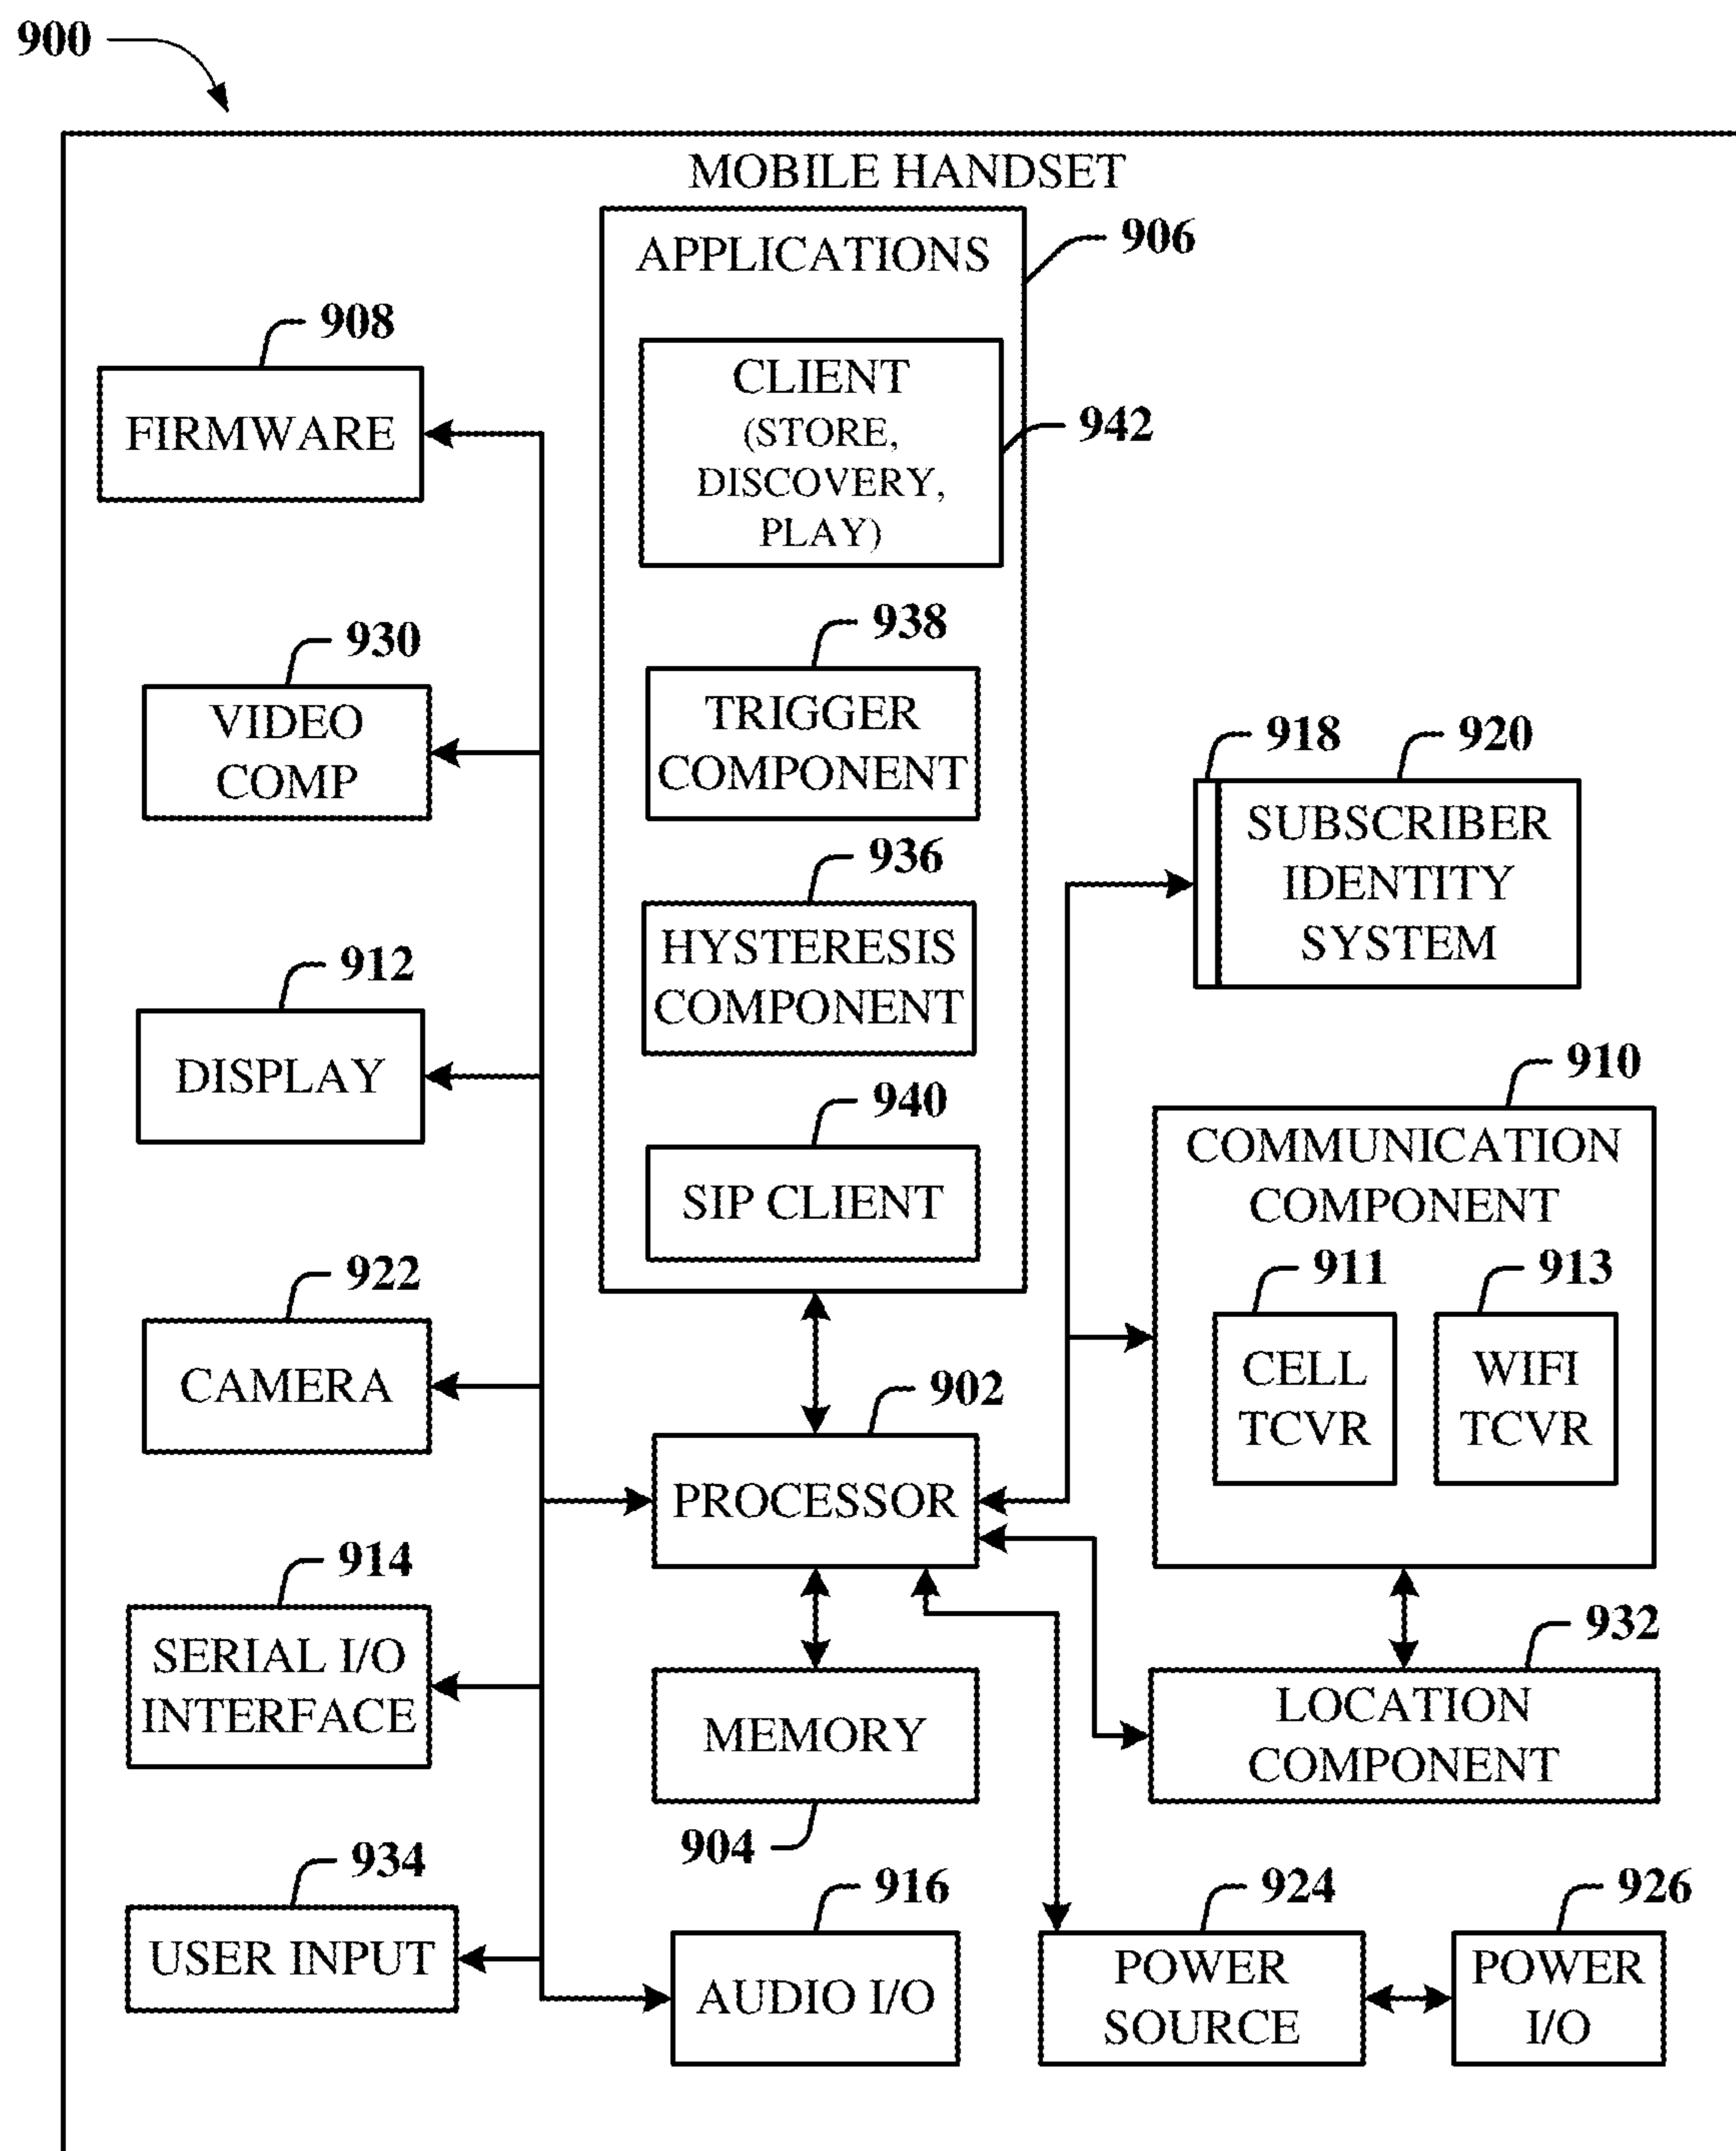 900
MOBILE HANDSET
APPLICATIONS
906
CLIENT
(STORE,
DISCOVERY,
PLAY)
942
908
FIRMWARE
938
TRIGGER
COMPONENT
930
VIDEO
COMP
936
HYSTERESIS
COMPONENT
918
920
SUBSCRIBER
IDENTITY
SYSTEM
912
DISPLAY
940
SIP CLIENT
910
COMMUNICATION
COMPONENT
911
CELL
TCVR
913
WIFI
TCVR
922
CAMERA
902
PROCESSOR
914
SERIAL I/O
INTERFACE
MEMORY
904
932
LOCATION
COMPONENT
934
USER INPUT
916
AUDIO I/O
924
POWER
SOURCE
926
POWER
I/O